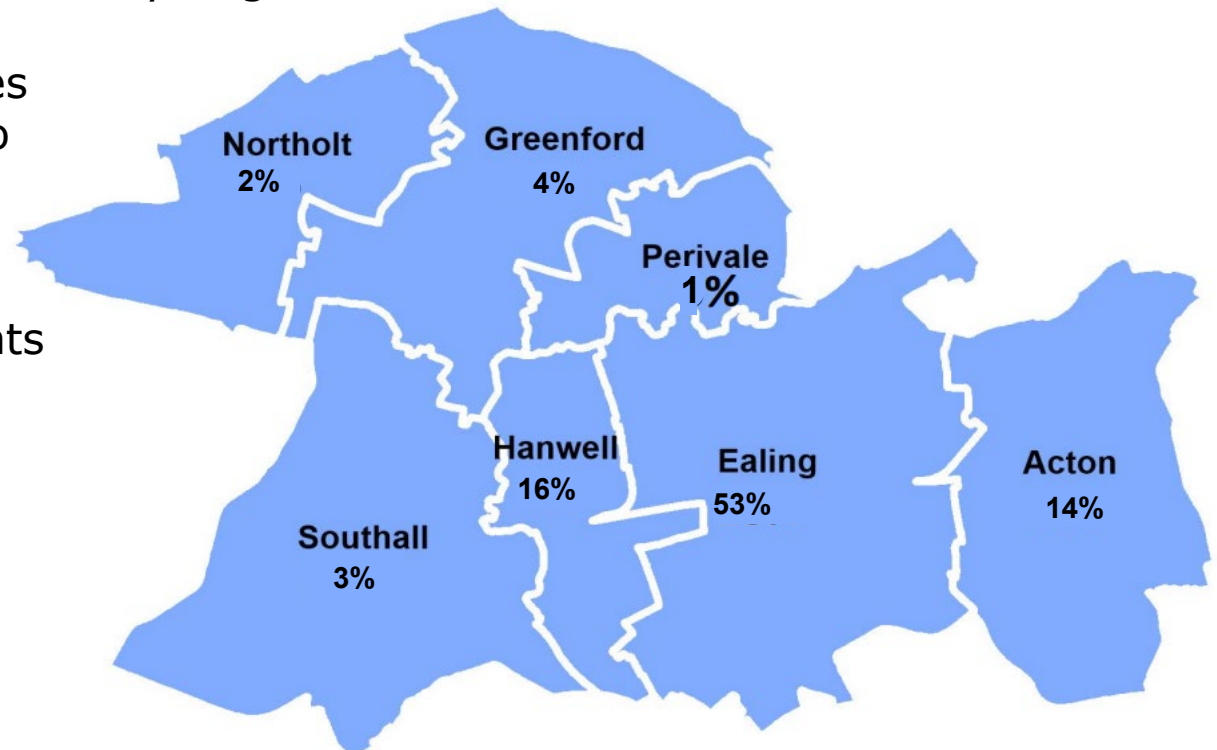 Northolt
2%
Greenford
4%
Perivale
1%
Hanwell
16%
Ealing
53%
Acton
14%
Southall
3%